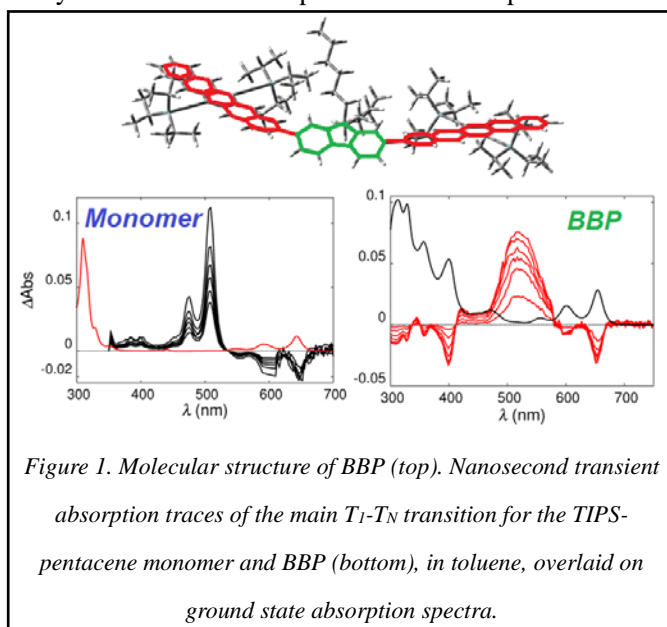 Monomer
BBP
0.1
0.05
0
-0.02
ΔAbs
300 400 500 600 700
λ (nm)
0.1
0.05
0
-0.05
300 400 500 600 700
λ (nm)
Figure 1. Molecular structure of BBP (top). Nanosecond transient
absorption traces of the main T1-TN transition for the TIPS-
pentacene monomer and BBP (bottom), in toluene, overlaid on
ground state absorption spectra.